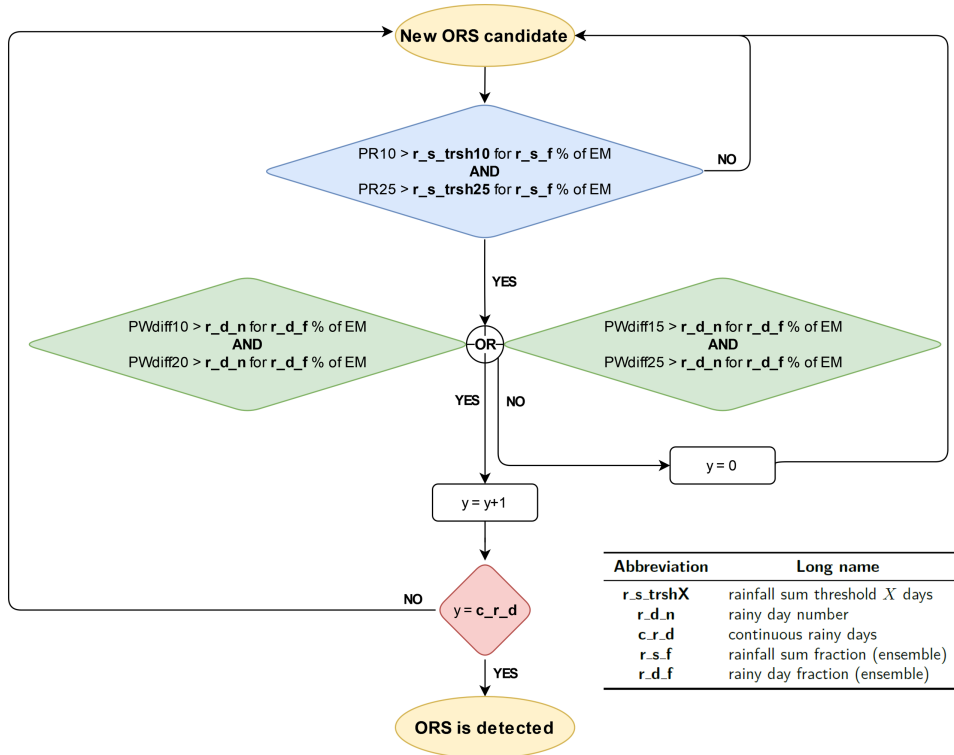 New ORS candidate
PR10 > r_s_trsh10 for r_s_f % of EM
AND
PR25 > r_s_trsh25 for r_s_f % of EM
NO
YES
PWdiff10 > r_d_n for r_d_f % of EM
AND
PWdiff20 > r_d_n for r_d_f % of EM
OR
PWdiff15 > r_d_n for r_d_f % of EM
AND
PWdiff25 > r_d_n for r_d_f % of EM
YES
NO
y = 0
y = y+1
NO
y = c_r_d
YES
ORS is detected
Abbreviation Long name
r_s_trshX rainfall sum threshold X days
r_d_n rainy day number
c_r_d continuous rainy days
r_s_f rainfall sum fraction (ensemble)
r_d_f rainy day fraction (ensemble)